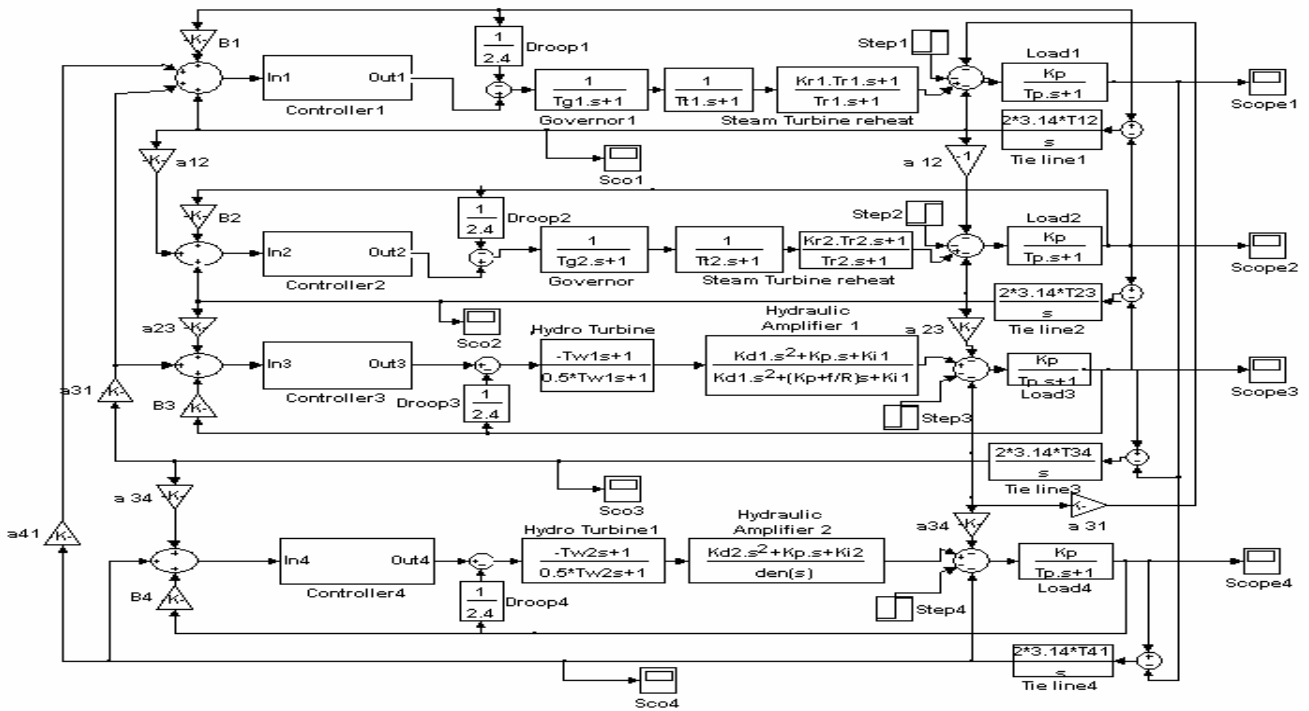 -K-
B1
1
2.4
Droop1
In1
Out1
Controller1
1
Tg1.s+1
Governor1
1
Tt1.s+1
Kr1.Tr1.s+1
Tr1.s+1
Steam Turbine reheat
Step1
Load1
Kp
Tp.s+1
Scope1
2*3.14*T12
s
Tie line1
-K-
a12
Sco1
a 12
-1
-K-
B2
1
2.4
Droop2
In2
Out2
Controller2
1
Tg2.s+1
Governor
1
Tt2.s+1
Kr2.Tr2.s+1
Tr2.s+1
Steam Turbine reheat
Step2
Load2
Kp
Tp.s+1
Scope2
2*3.14*T23
s
Tie line2
a23
-K-
Sco2
a 23
K-
In3
Out3
Controller3
Hydro Turbine
-Tw1s+1
0.5*Tw1s+1
Hydraulic
Amplifier 1
Kd1.s²+Kp.s+Ki1
Kd1.s²+(Kp+f/R)s+Ki1
Kp
Tp.s+1
Load3
Scope3
a31
K-
B3
K-
Droop3
1
2.4
Step3
2*3.14*T34
s
Tie line3
a 34
-K-
Sco3
a34
-K-
K-
a 31
a41
K-
In4
Out4
Controller4
Hydro Turbine1
-Tw2s+1
0.5*Tw2s+1
Hydraulic
Amplifier 2
Kd2.s²+Kp.s+Ki2
den(s)
Kp
Tp.s+1
Load4
Scope4
B4
-K-
1
2.4
Droop4
Step4
2*3.14*T41
s
Tie line4
Sco4